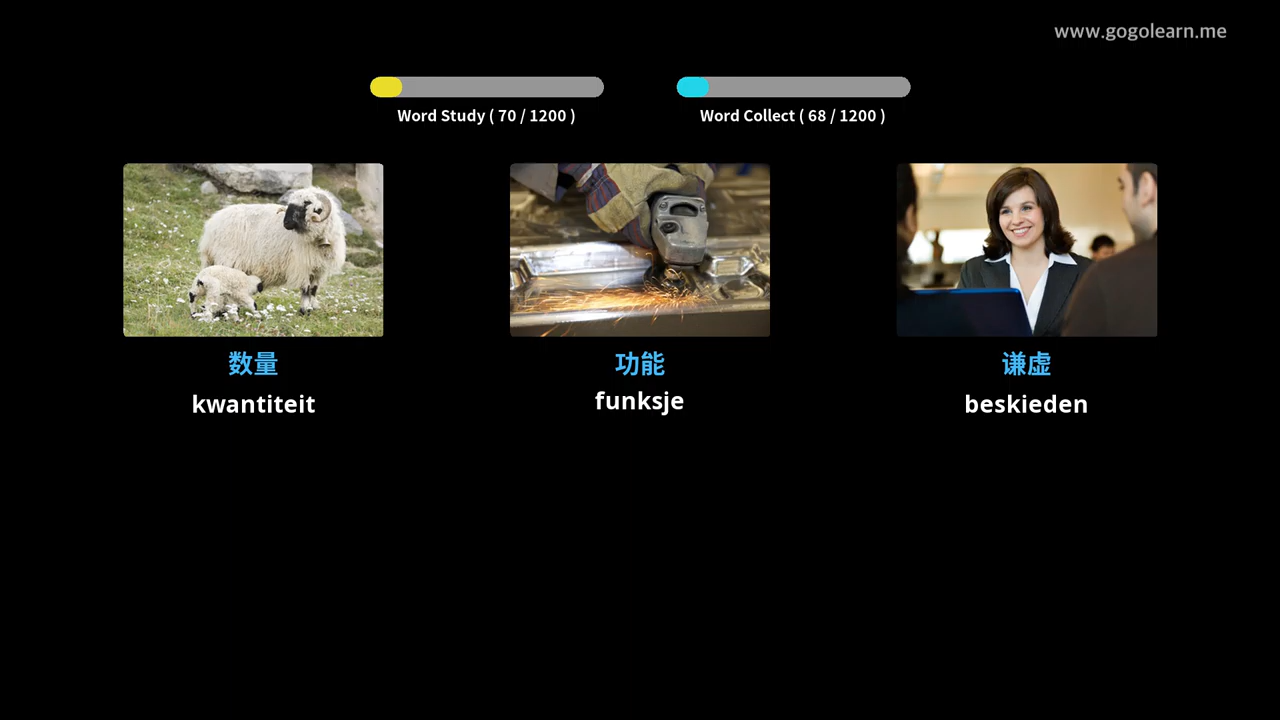 www.gogolearn.me
Word Study ( 70 / 1200 )
Word Collect ( 68 / 1200 )
数量
功能
谦虚
kwantiteit
funksje
beskieden